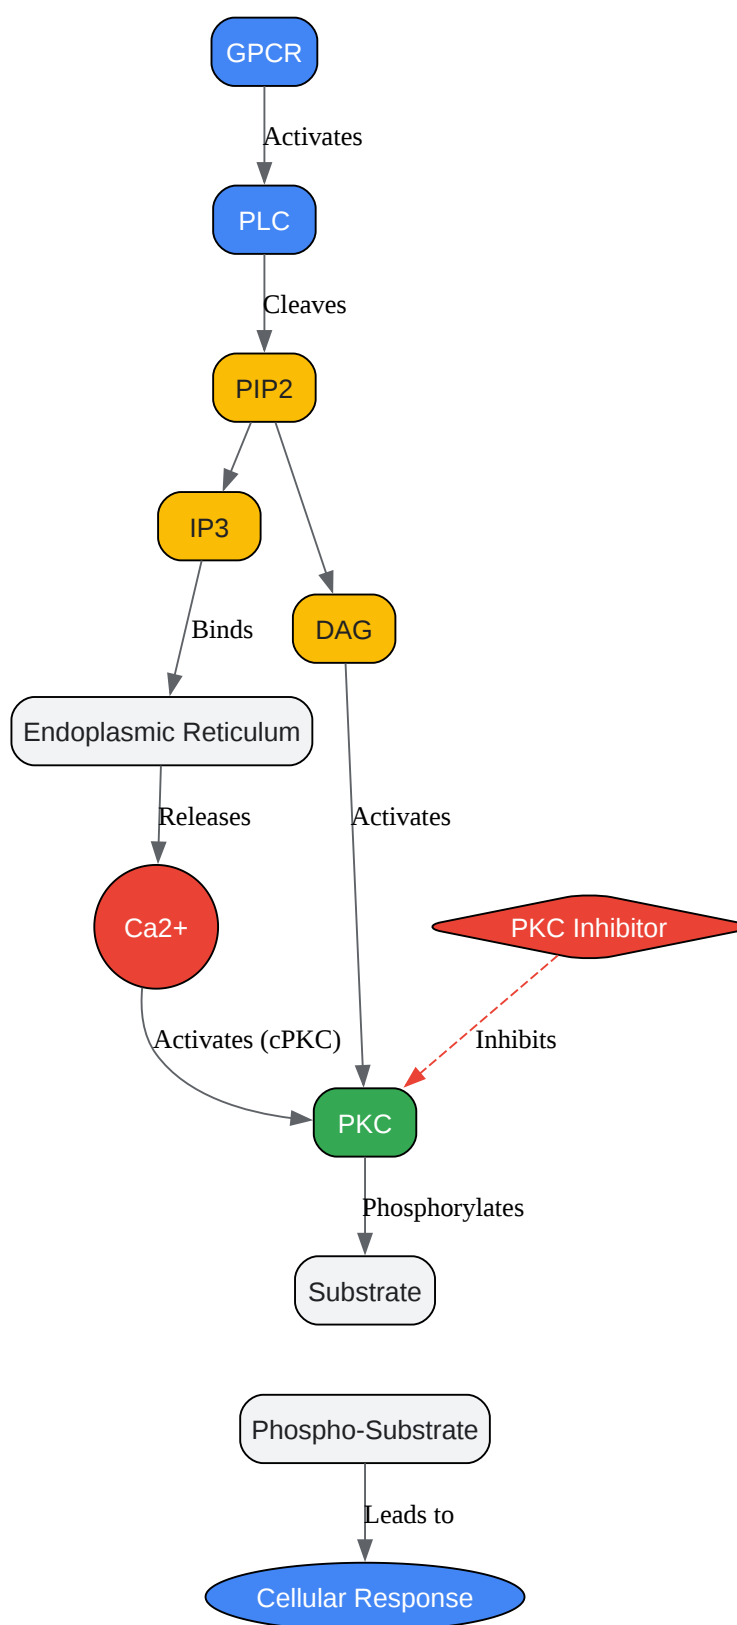 GPCR
Activates
PLC
Cleaves
PIP2
IP3
DAG
Binds
Endoplasmic Reticulum
Releases
Activates
Ca2+
PKC Inhibitor
Activates (cPKC)
Inhibits
PKC
Phosphorylates
Substrate
Phospho-Substrate
Leads to
Cellular Response